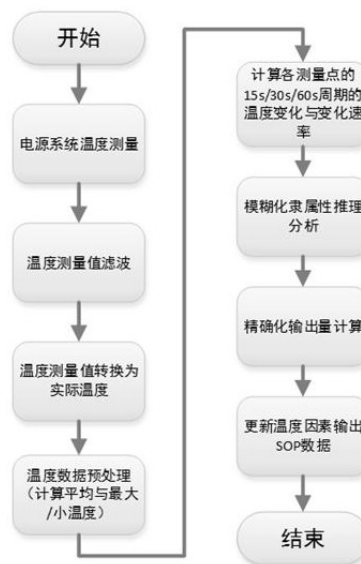 开始
电源系统温度测量
温度测量值滤波
温度测量值转换为
实际温度
温度数据预处理
（计算平均与最大
/小温度）
计算各测量点的
15s/30s/60s周期的
温度变化与变化速
率
模糊化隶属性推理
分析
精确化输出量计算
更新温度因素输出
SOP数据
结束